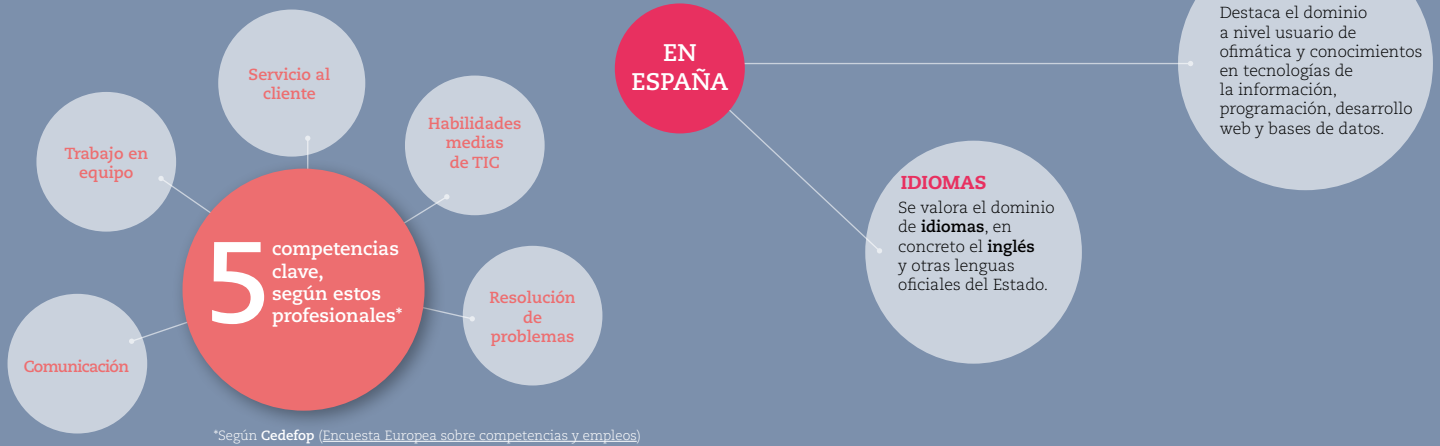 Servicio al
cliente
Habilidades
medias
de TIC
Trabajo en
equipo
5
competencias
clave,
según estos
profesionales*
Resolución
de
problemas
Comunicación
*Según Cedefop (Encuesta Europea sobre competencias y empleos)
EN
ESPAÑA
Destaca el dominio
a nivel usuario de
ofimática y conocimientos
en tecnologías de
la información,
programación, desarrollo
web y bases de datos.
IDIOMAS
Se valora el dominio
de idiomas, en
concreto el inglés
y otras lenguas
oficiales del Estado.